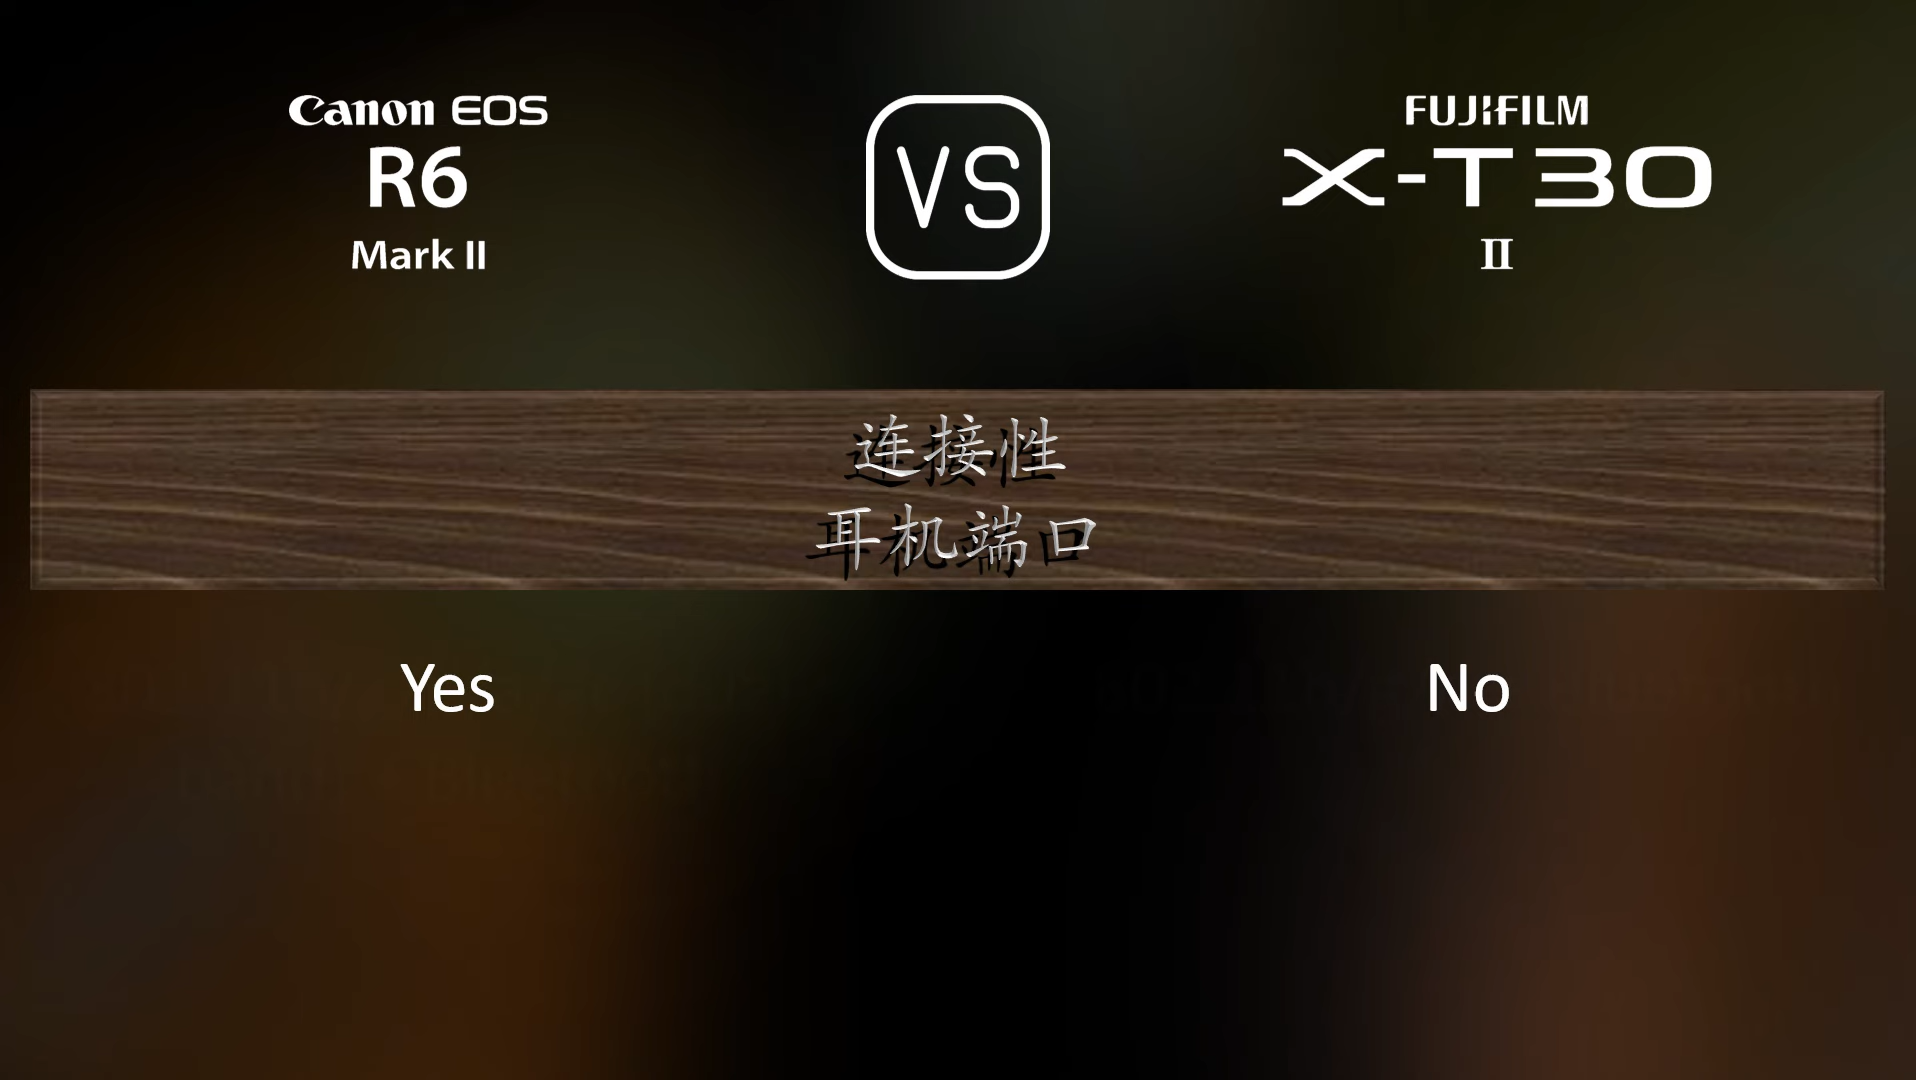 Canon EOS
R6
Mark II
VS
FUJIFILM
X-T30
II
连接性
耳机端口
Yes
No